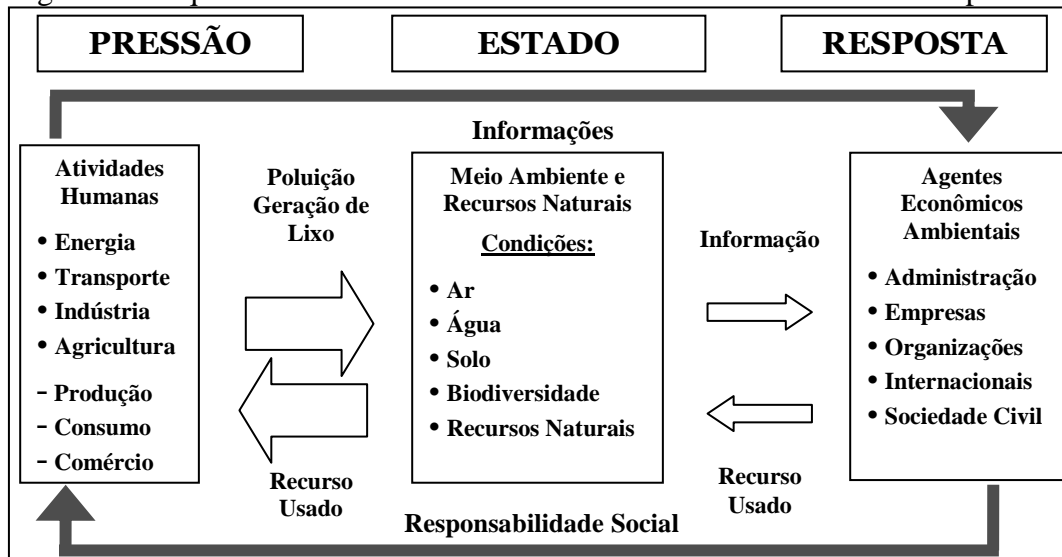 PRESSÃO
ESTADO
RESPOSTA
Informações
Atividades
Humanas
• Energia
• Transporte
• Indústria
• Agricultura
- Produção
- Consumo
- Comércio
Poluição
Geração de
Lixo
Recurso
Usado
Meio Ambiente e
Recursos Naturais
Condições:
• Ar
• Água
• Solo
• Biodiversidade
• Recursos Naturais
Informação
Recurso
Usado
Agentes
Econômicos
Ambientais
• Administração
• Empresas
• Organizações
• Internacionais
• Sociedade Civil
Responsabilidade Social